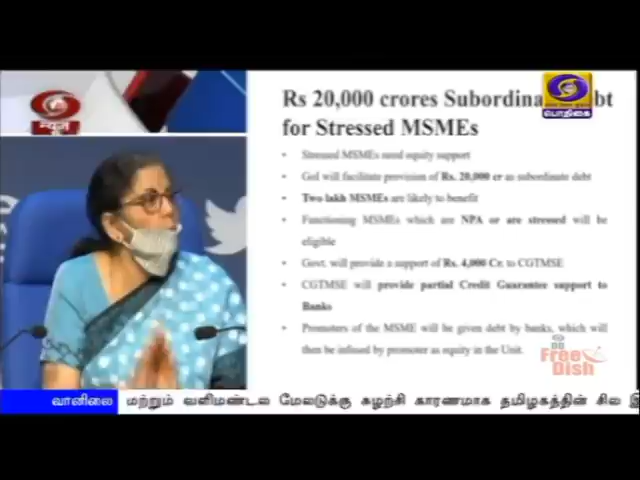 Rs 20,000 crores Subordina bt
for Stressed MSMEs
• Stressed MSMEs need equity support
• GoI will facilitate provision of Rs. 20,000 cr as subordinate debt
• Two lakh MSMEs are likely to benefit
• Functioning MSMEs which are NPA or are stressed will be
eligible
• Govt. will provide a support of Rs. 4,000 Cr. to CGTMSE
• CGTMSE will provide partial Credit Guarantee support to
Banks
• Promoters of the MSME will be given debt by banks, which will
then be infused by promoter as equity in the Unit.
न्यूज़
பொதிகை
DD
Free
Dish
வானிலை மற்றும் வளிமண்டல மேலடுக்கு சுழற்சி காரணமாக தமிழகத்தின் சில இ